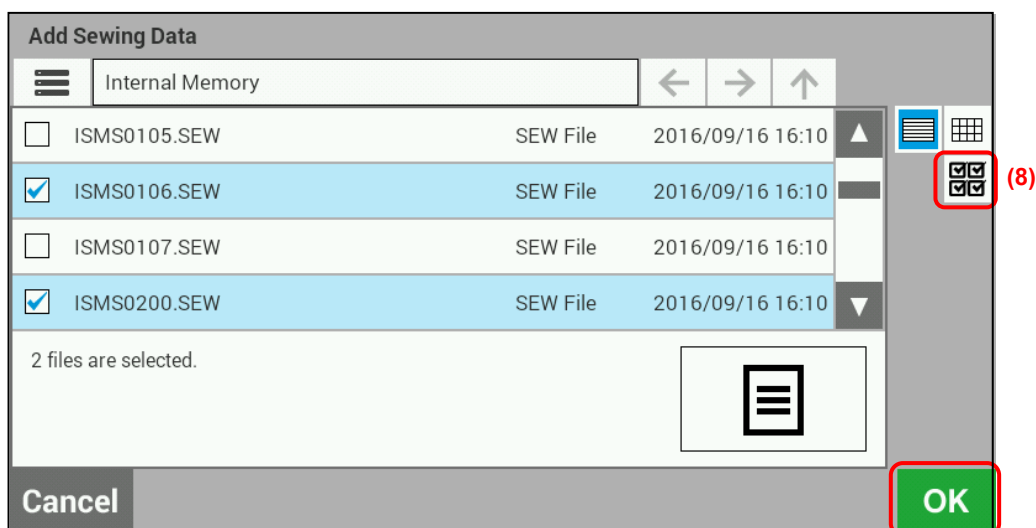 Add Sewing Data
Internal Memory
ISMS0105.SEW SEW File 2016/09/16 16:10
ISMS0106.SEW SEW File 2016/09/16 16:10
(8)
ISMS0107.SEW SEW File 2016/09/16 16:10
ISMS0200.SEW SEW File 2016/09/16 16:10
2 files are selected.
Cancel OK